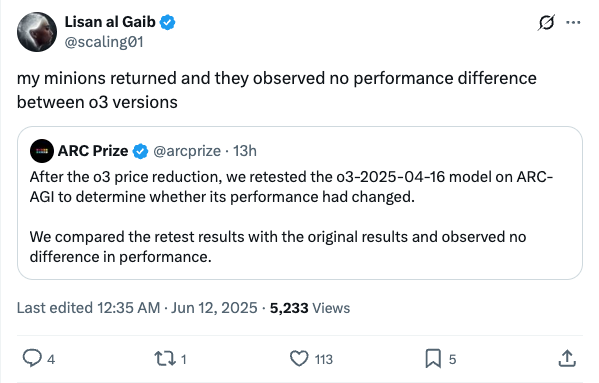 Lisan al Gaib
@scaling01
my minions returned and they observed no performance difference
between o3 versions
ARC Prize @arcprize · 13h
After the o3 price reduction, we retested the o3-2025-04-16 model on ARC-
AGI to determine whether its performance had changed.
We compared the retest results with the original results and observed no
difference in performance.
Last edited 12:35 AM · Jun 12, 2025 · 5,233 Views
4 1 113 5